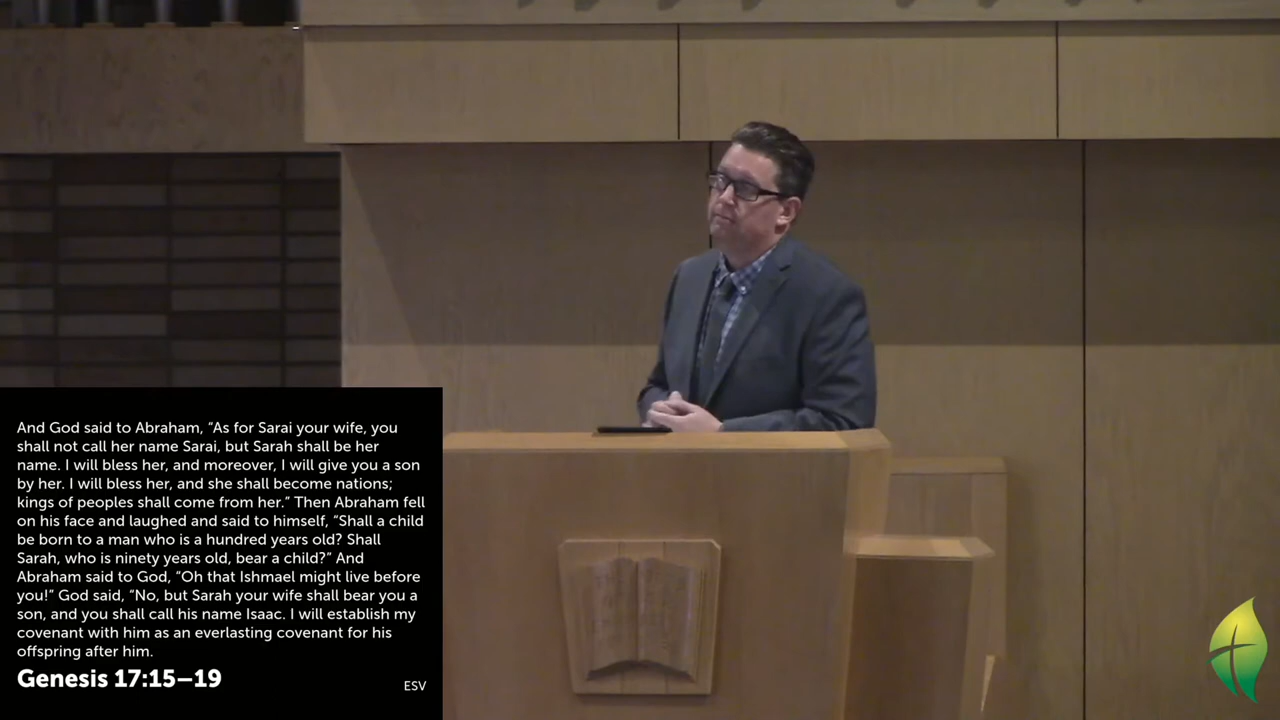 And God said to Abraham, “As for Sarai your wife, you
shall not call her name Sarai, but Sarah shall be her
name. I will bless her, and moreover, I will give you a son
by her. I will bless her, and she shall become nations;
kings of peoples shall come from her.” Then Abraham fell
on his face and laughed and said to himself, “Shall a child
be born to a man who is a hundred years old? Shall
Sarah, who is ninety years old, bear a child?” And
Abraham said to God, “Oh that Ishmael might live before
you!” God said, “No, but Sarah your wife shall bear you a
son, and you shall call his name Isaac. I will establish my
covenant with him as an everlasting covenant for his
offspring after him.
Genesis 17:15–19
ESV